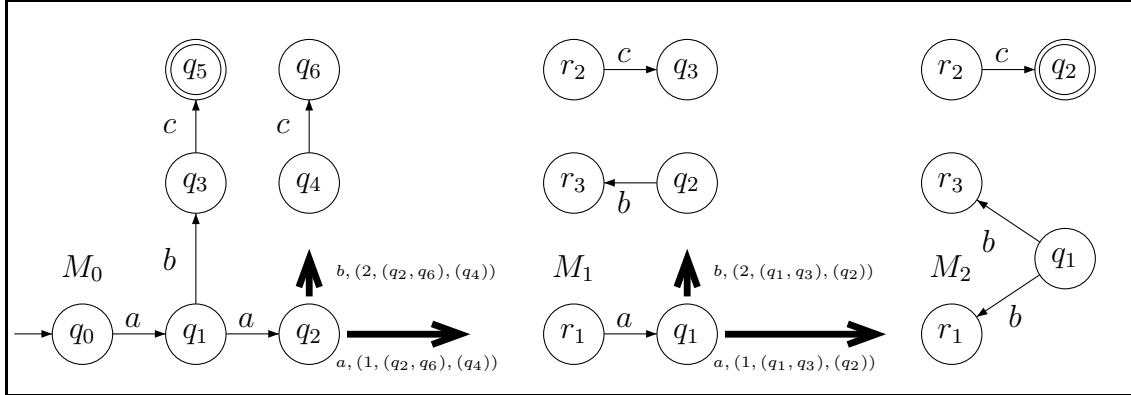 q₅ q₆ r₂ c q₃ r₂ c q₂
c c
q₃ q₄ r₃ b q₂ r₃
M₀ b b, (2, (q₂, q₆), (q₄)) M₁ b, (2, (q₁, q₃), (q₂)) M₂ b q₁
q₀ a q₁ a q₂ r₁ a q₁ r₁ b
a, (1, (q₂, q₆), (q₄)) a, (1, (q₁, q₃), (q₂))